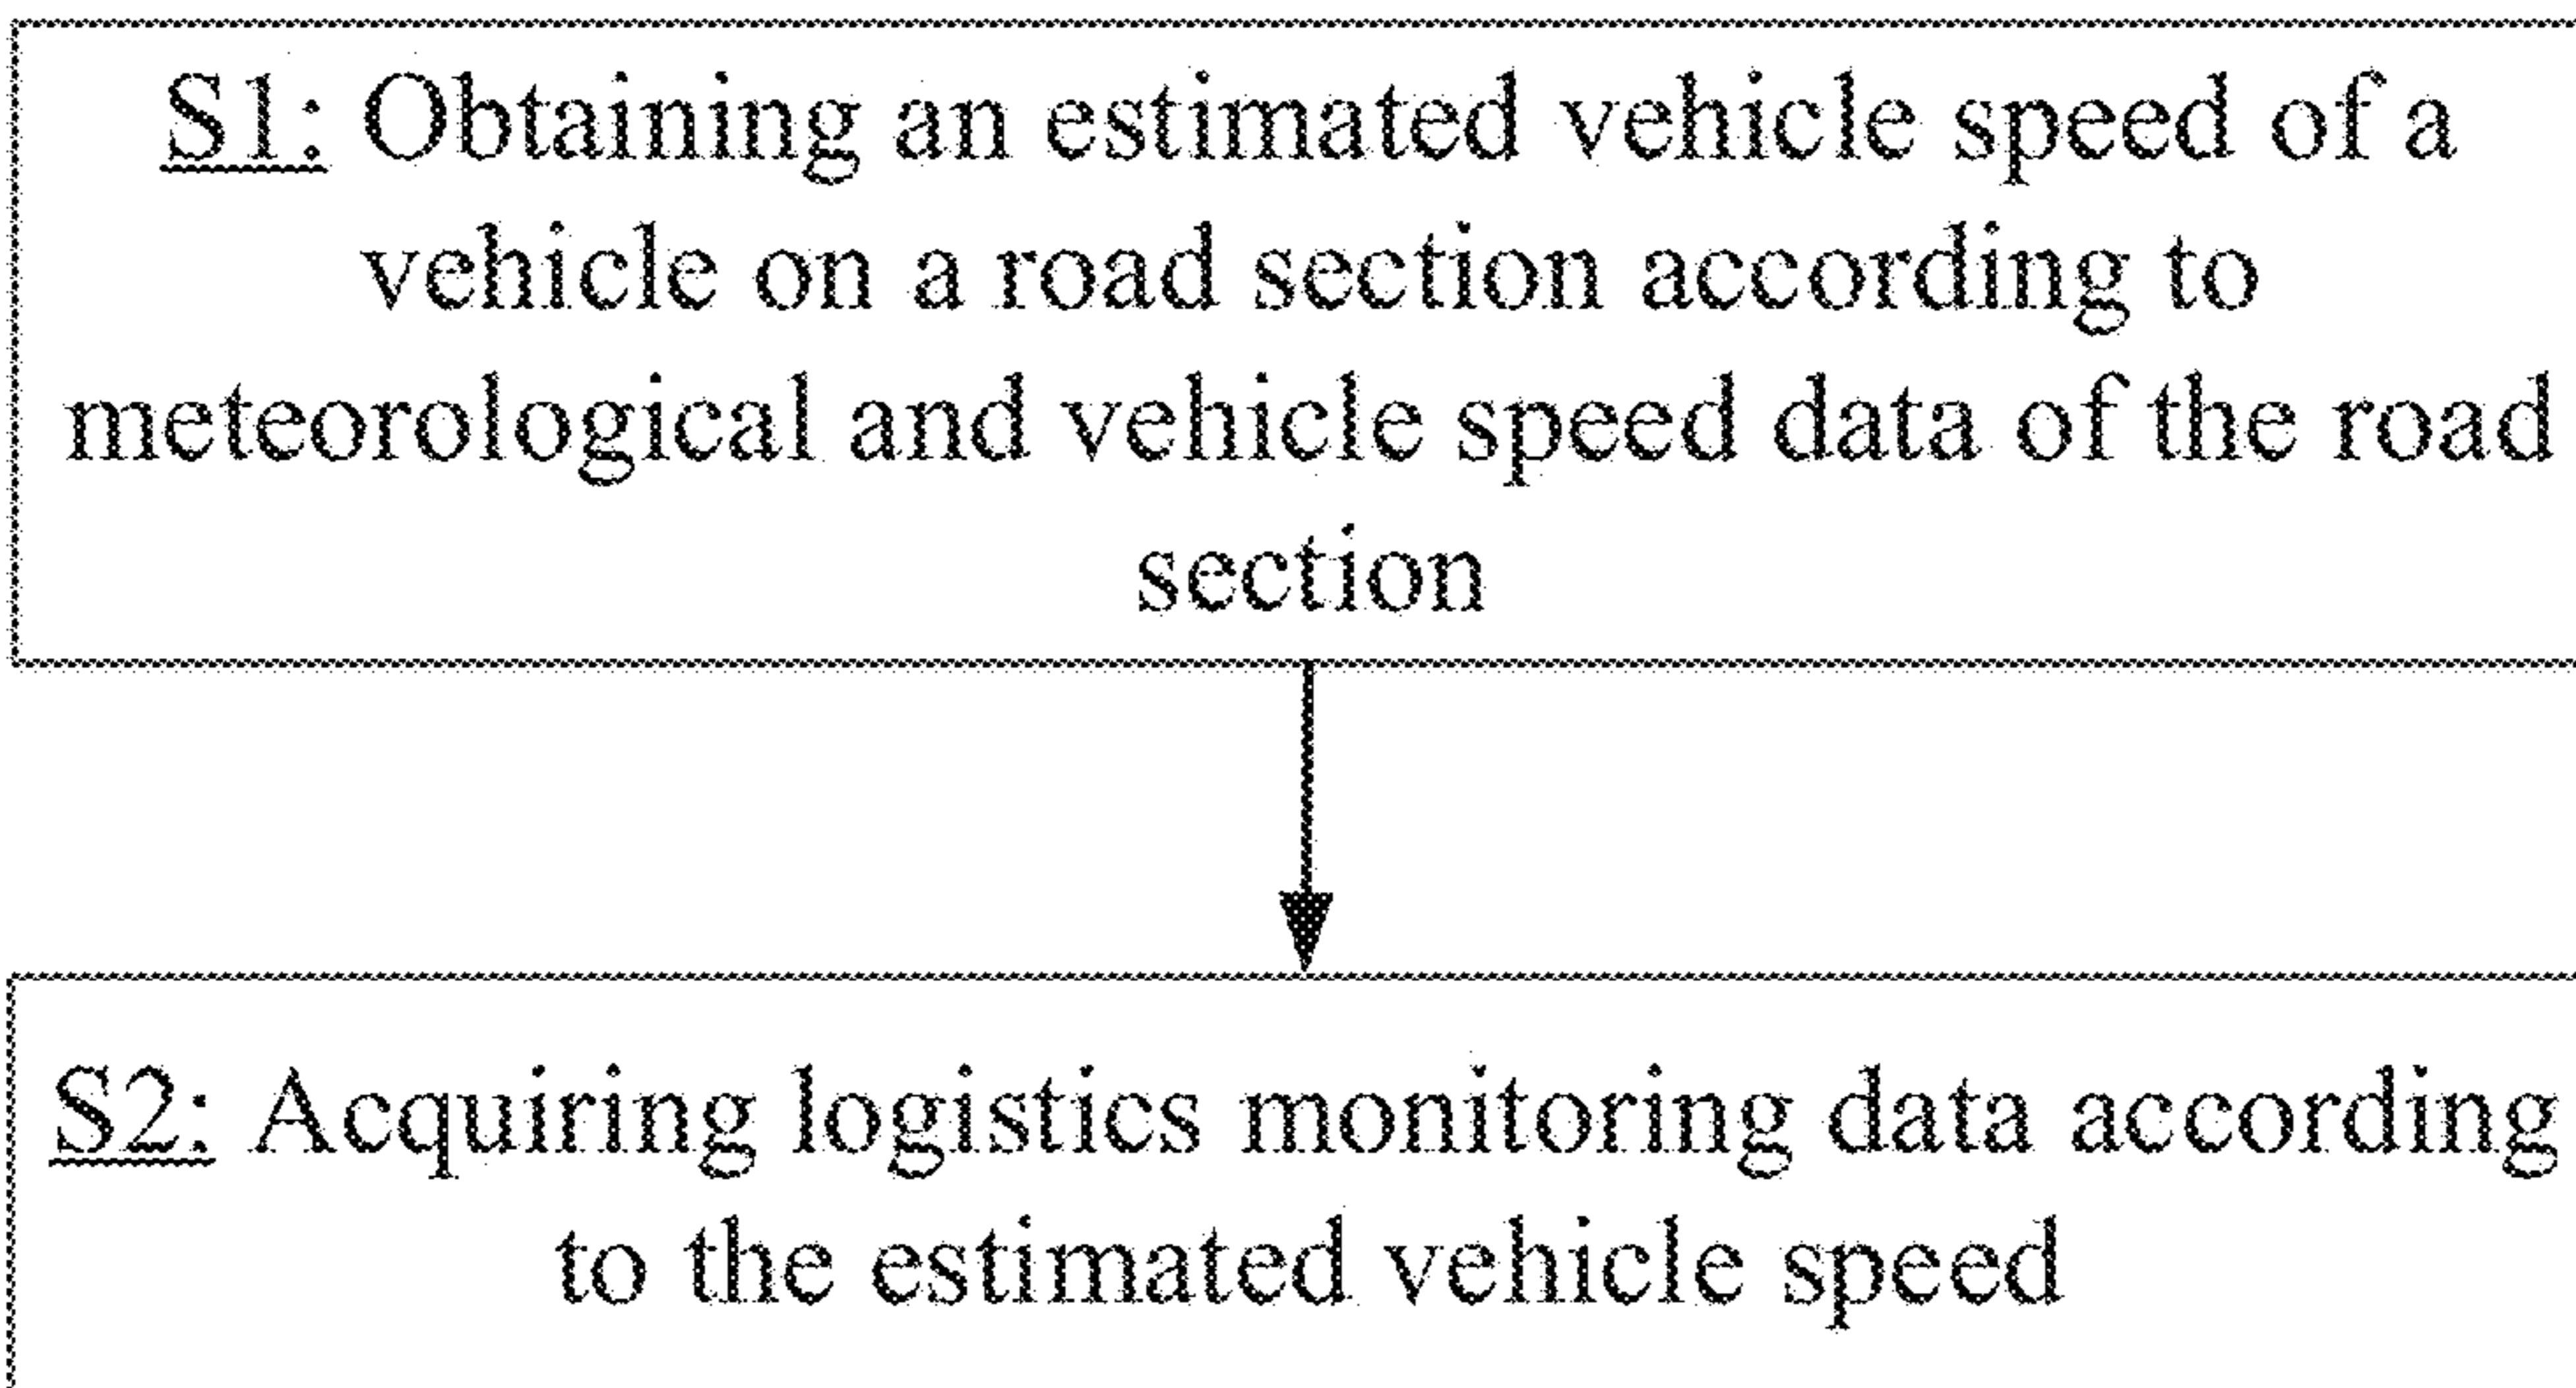 S1: Obtaining an estimated vehicle speed of a
vehicle on a road section according to
meteorological and vehicle speed data of the road
section
S2: Acquiring logistics monitoring data according
to the estimated vehicle speed